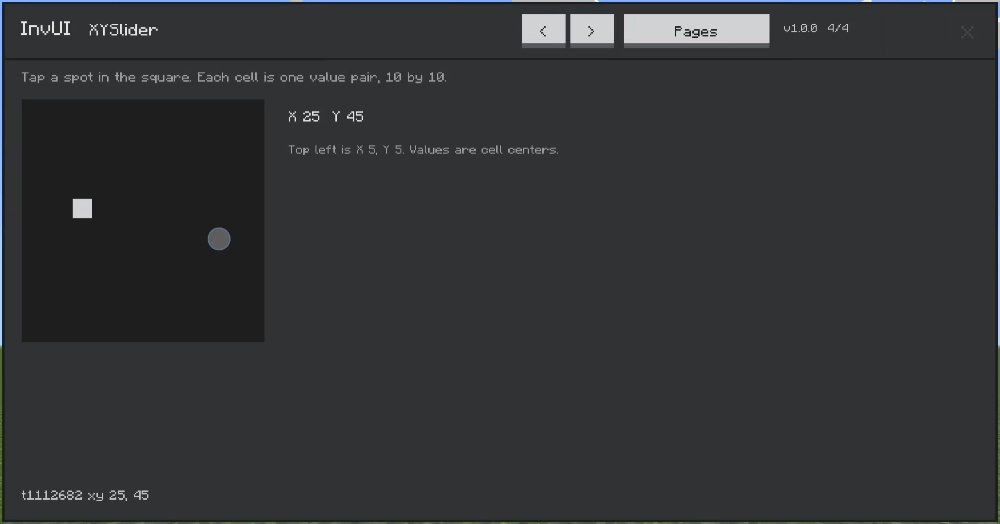 InvUI XYSlider < > Pages v1.0.0 4/4
Tap a spot in the square. Each cell is one value pair, 10 by 10.
X 25 Y 45
Top left is X 5, Y 5. Values are cell centers.
t1112682 xy 25, 45